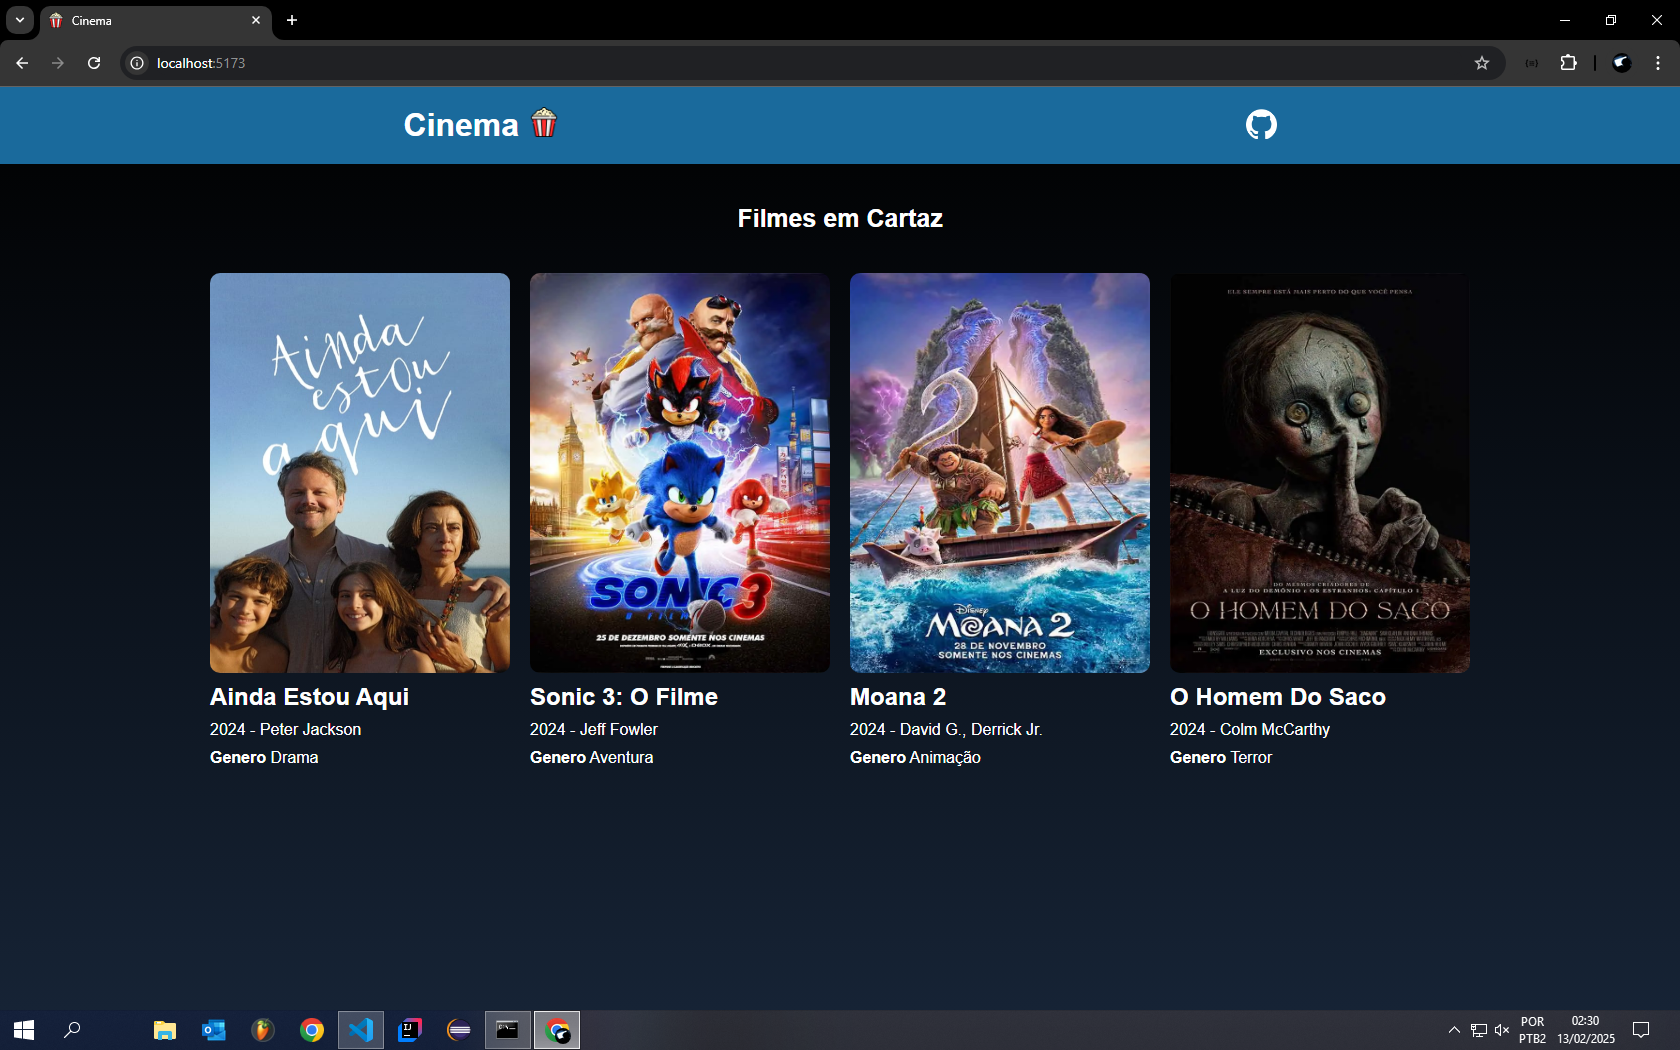 Cinema
localhost:5173
Cinema
Filmes em Cartaz
Ainda
estou
aqui
SONIC 3
O FILME
25 DE DEZEMBRO SOMENTE NOS CINEMAS
Disney
MOANA 2
28 DE NOVEMBRO
SOMENTE NOS CINEMAS
ELE SEMPRE ESTÁ MAIS PERTO DO QUE VOCÊ PENSA
DO MESMOS CRIADORES DE
A LUZ DO DEMÔNIO E OS ESTRANHOS: CAPÍTULO 1
O HOMEM DO SACO
EXCLUSIVO NOS CINEMAS
Ainda Estou Aqui
2024 - Peter Jackson
Genero Drama
Sonic 3: O Filme
2024 - Jeff Fowler
Genero Aventura
Moana 2
2024 - David G., Derrick Jr.
Genero Animação
O Homem Do Saco
2024 - Colm McCarthy
Genero Terror
POR
PTB2
02:30
13/02/2025